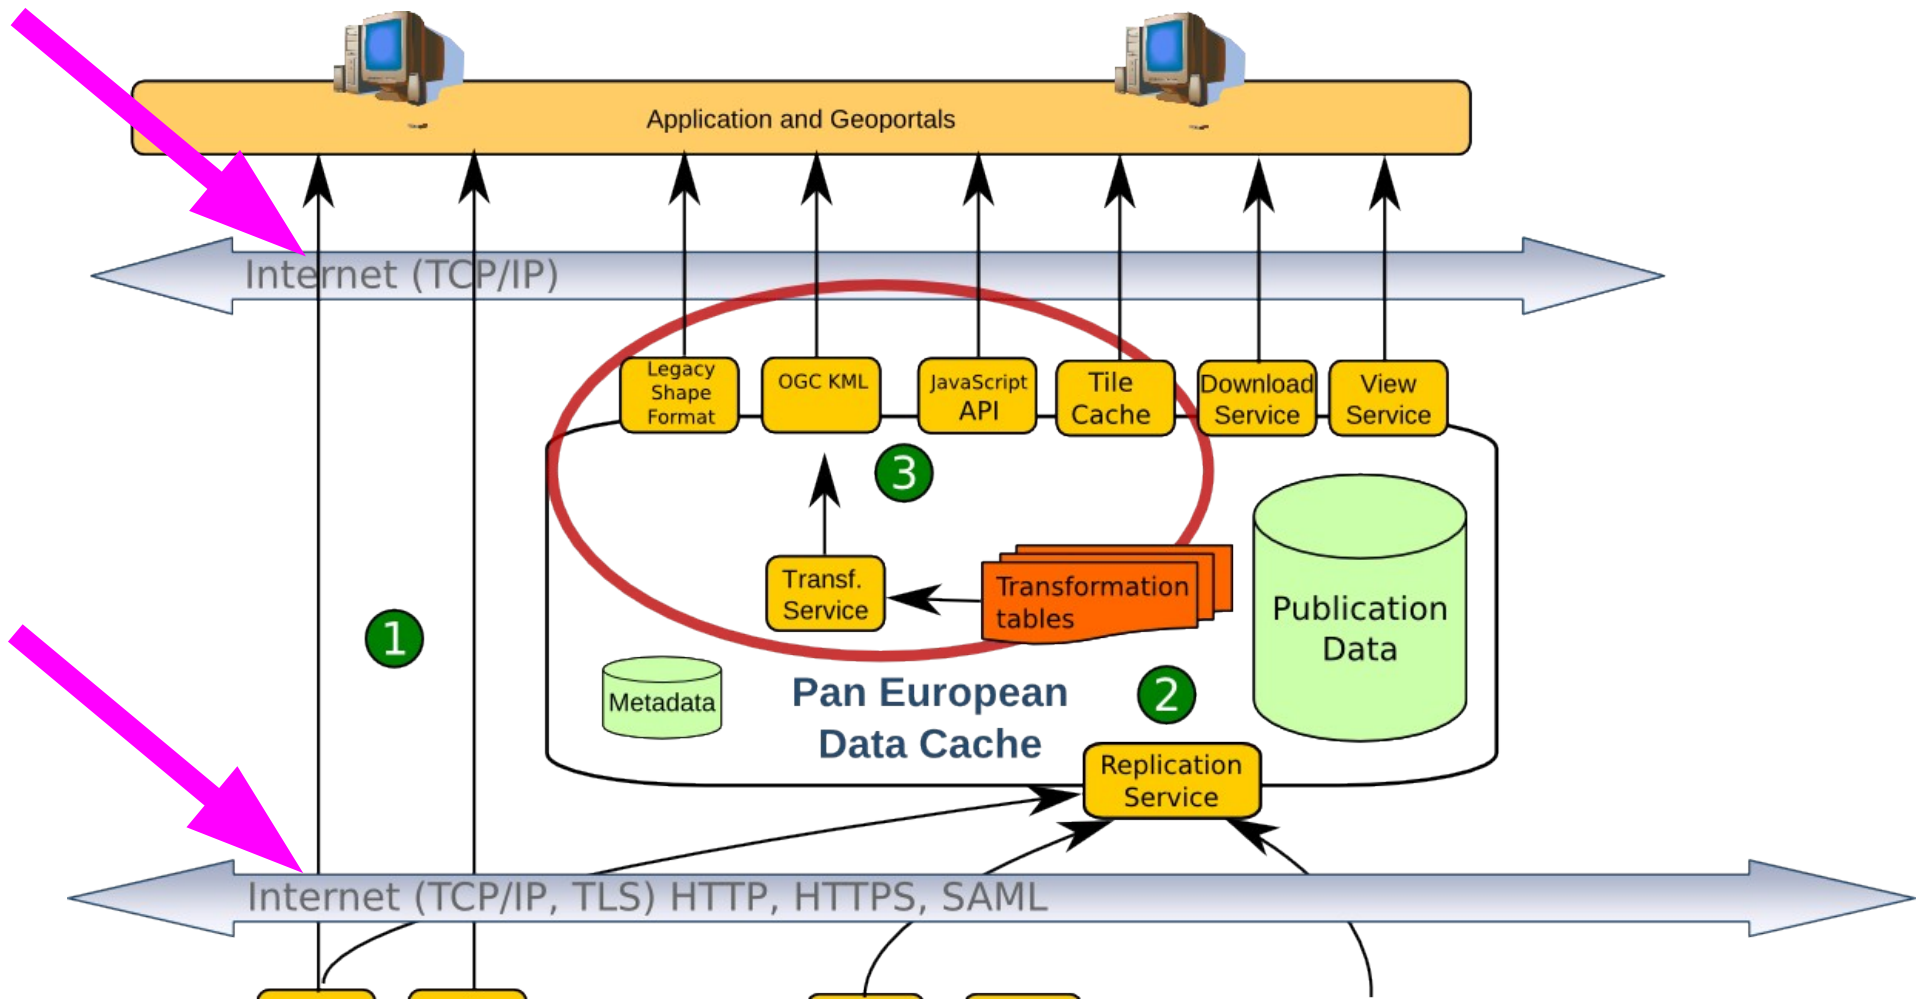 Application and Geoportals
Internet (TCP/IP)
Legacy
Shape
Format
OGC KML
JavaScript
API
Tile
Cache
Download
Service
View
Service
3
Transf.
Service
Transformation
tables
Publication
Data
1
Metadata
Pan European
Data Cache
2
Replication
Service
Internet (TCP/IP, TLS) HTTP, HTTPS, SAML